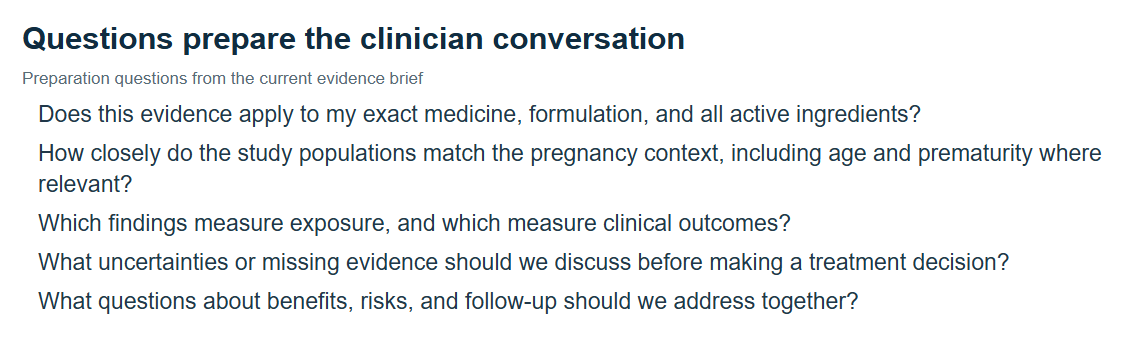 Questions prepare the clinician conversation
Preparation questions from the current evidence brief
Does this evidence apply to my exact medicine, formulation, and all active ingredients?
How closely do the study populations match the pregnancy context, including age and prematurity where
relevant?
Which findings measure exposure, and which measure clinical outcomes?
What uncertainties or missing evidence should we discuss before making a treatment decision?
What questions about benefits, risks, and follow-up should we address together?